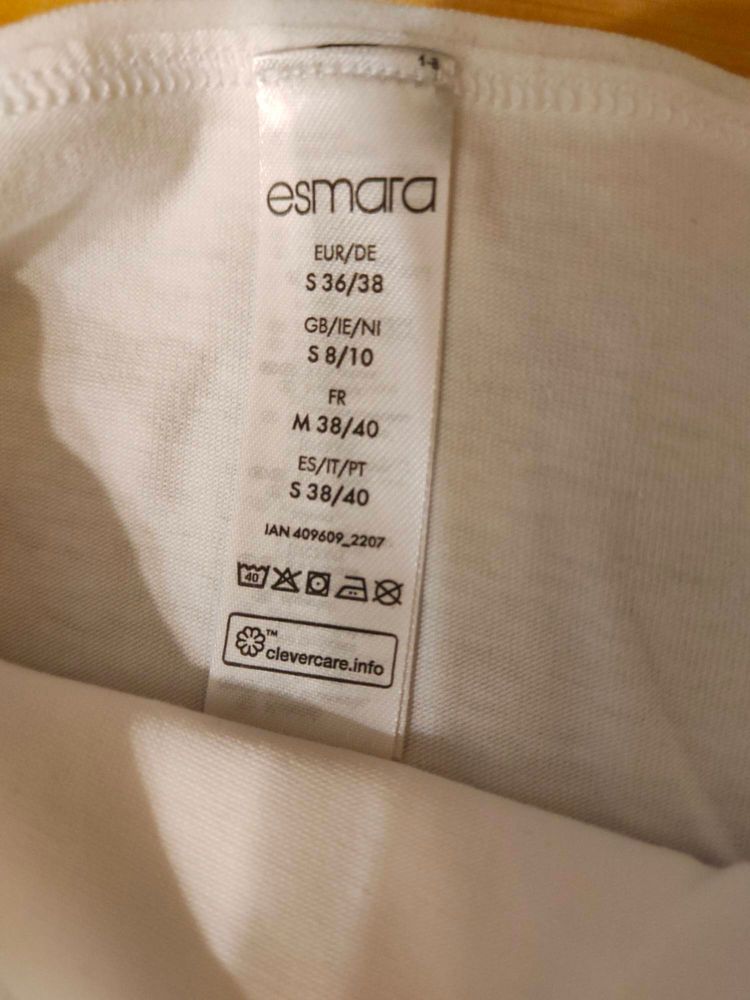 1-8
esmara
EUR/DE
S 36/38
GB/IE/NI
S 8/10
FR
M 38/40
ES/IT/PT
S 38/40
IAN 409609_2207
40
™
clevercare.info